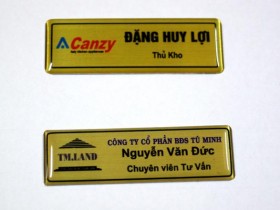 Canzy
ĐẶNG HUY LỢI
Thủ Kho
CÔNG TY CỔ PHẦN BĐS TÚ MINH
TM.LAND
Nguyễn Văn Đức
Chuyên viên Tư Vấn